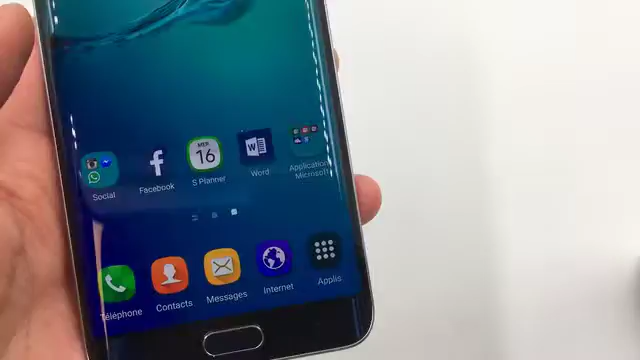 MER.
16
Social
Facebook
S Planner
Word
Application
Microsoft
Téléphone
Contacts
Messages
Internet
Applis